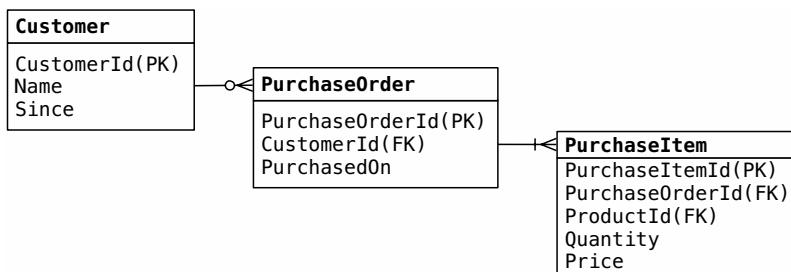 Customer
CustomerId(PK)
Name
Since
PurchaseOrder
PurchaseOrderId(PK)
CustomerId(FK)
PurchasedOn
PurchaseItem
PurchaseItemId(PK)
PurchaseOrderId(FK)
ProductId(FK)
Quantity
Price